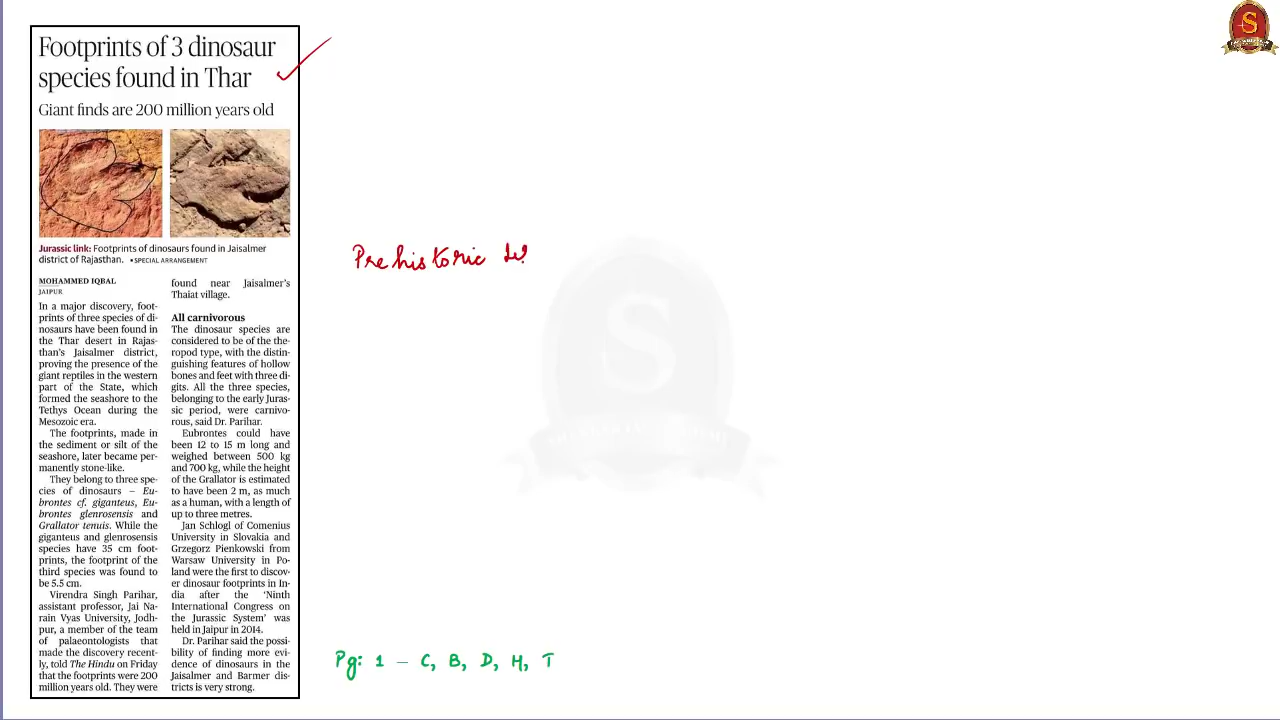 Footprints of 3 dinosaur
species found in Thar
Giant finds are 200 million years old
Jurassic link: Footprints of dinosaurs found in Jaisalmer
district of Rajasthan. • SPECIAL ARRANGEMENT
MOHAMMED IQBAL
JAIPUR
In a major discovery, foot-
prints of three species of di-
nosaurs have been found in
the Thar desert in Rajas-
than's Jaisalmer district,
proving the presence of the
giant reptiles in the western
part of the State, which
formed the seashore to the
Tethys Ocean during the
Mesozoic era.
The footprints, made in
the sediment or silt of the
seashore, later became per-
manently stone-like.
They belong to three spe-
cies of dinosaurs – Eu-
brontes cf. giganteus, Eu-
brontes glenrosensis and
Grallator tenuis. While the
giganteus and glenrosensis
species have 35 cm foot-
prints, the footprint of the
third species was found to
be 5.5 cm.
Virendra Singh Parihar,
assistant professor, Jai Na-
rain Vyas University, Jodh-
pur, a member of the team
of palaeontologists that
made the discovery recent-
ly, told The Hindu on Friday
that the footprints were 200
million years old. They were
found near Jaisalmer's
Thaiat village.
All carnivorous
The dinosaur species are
considered to be of the the-
ropod type, with the distin-
guishing features of hollow
bones and feet with three di-
gits. All the three species,
belonging to the early Juras-
sic period, were carnivo-
rous, said Dr. Parihar.
Eubrontes could have
been 12 to 15 m long and
weighed between 500 kg
and 700 kg, while the height
of the Grallator is estimated
to have been 2 m, as much
as a human, with a length of
up to three metres.
Jan Schlogl of Comenius
University in Slovakia and
Grzegorz Pienkowski from
Warsaw University in Po-
land were the first to discov-
er dinosaur footprints in In-
dia after the 'Ninth
International Congress on
the Jurassic System' was
held in Jaipur in 2014.
Dr. Parihar said the possi-
bility of finding more evi-
dence of dinosaurs in the
Jaisalmer and Barmer dis-
tricts is very strong.
Prehistoric
Pg: 1 – C, B, D, H, T
S